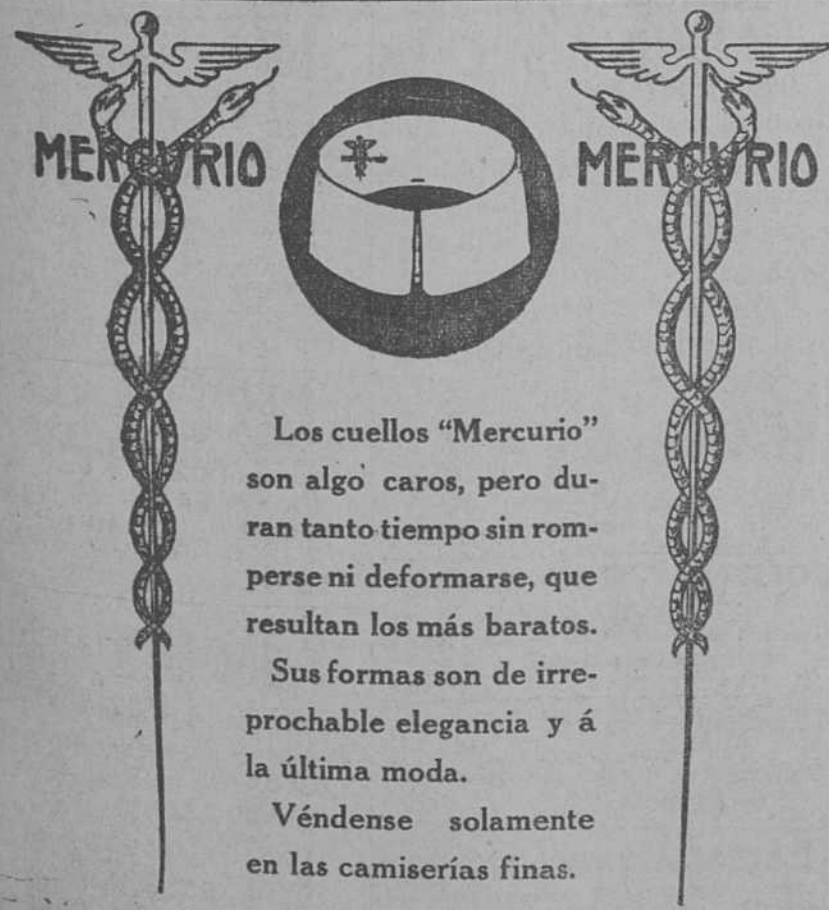 MERCURIO
MERCURIO
Los cuellos “Mercurio”
son algo caros, pero du-
ran tanto tiempo sin rom-
perse ni deformarse, que
resultan los más baratos.
Sus formas son de irre-
prochable elegancia y á
la última moda.
Véndense solamente
en las camiserías finas.